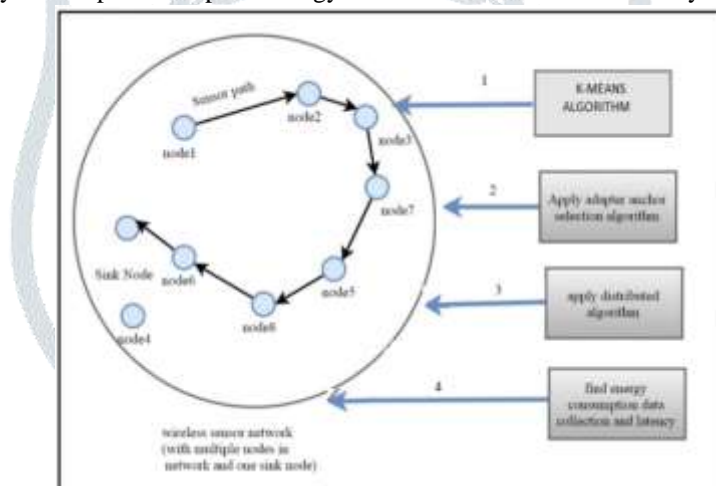 Sensor path
node1
node2
node3
node7
node5
node8
node6
Sink Node
node4
1
2
3
4
K-MEANS
ALGORITHM
Apply adapter anchor
selection algorithm
apply distributed
algorithm
find energy
consumption data
collection and latency
wireless sensor network
(with multiple nodes in
network and one sink node)